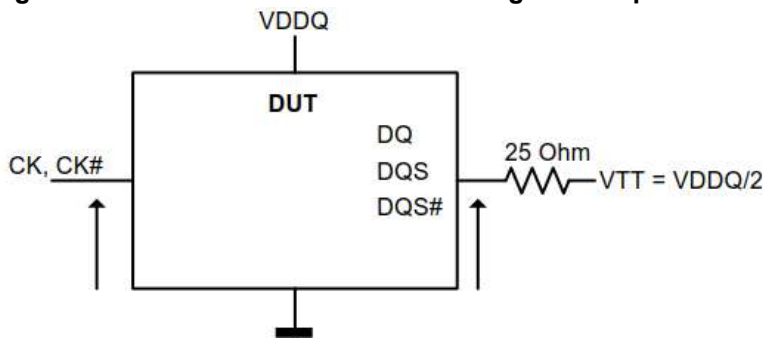 VDDQ
DUT
DQ
CK, CK#
DQS
25 Ohm
VTT = VDDQ/2
DQS#